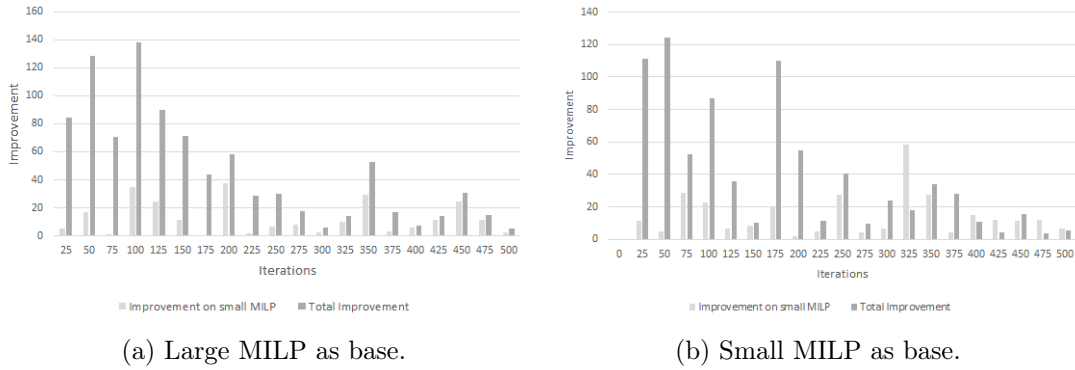 160
140
120
100
80
60
40
20
0
Improvement
25 50 75 100 125 150 175 200 225 250 275 300 325 350 375 400 425 450 475 500
Iterations
Improvement on small MILP Total Improvement
(a) Large MILP as base.
140
120
100
80
60
40
20
0
Improvement
0 25 50 75 100 125 150 175 200 225 250 275 300 325 350 375 400 425 450 475 500
Iterations
Improvement on small MILP Total Improvement
(b) Small MILP as base.